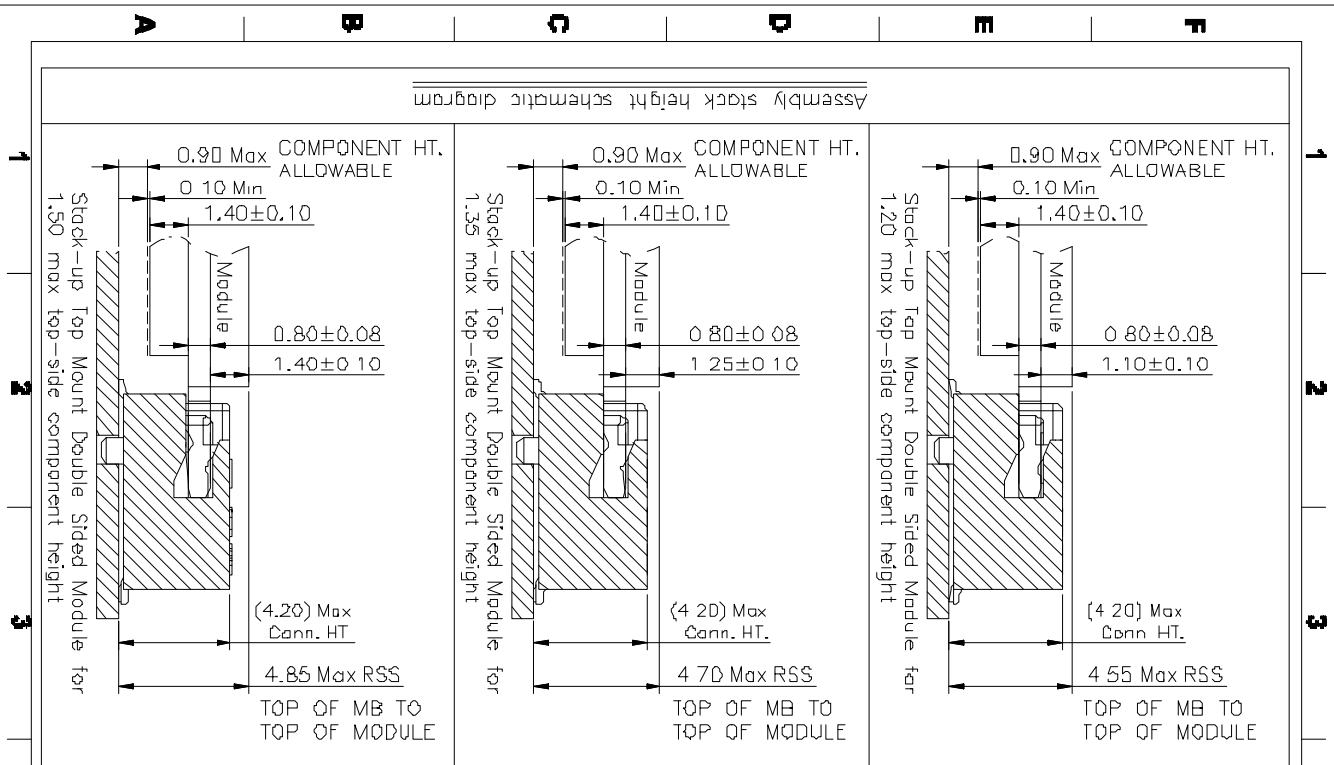 A B C D E F
Assembly stack height schematic diagram
1
0.90 Max COMPONENT HT.
ALLOWABLE
0.10 Min
1.40±0.10
Module
0.80±0.08
1.40±0.10
(4.20) Max
Conn. HT
4.85 Max RSS
TOP OF MB TO
TOP OF MODULE
Stack-up Top Mount Double Sided Module for
1.50 max top-side component height
0.90 Max COMPONENT HT.
ALLOWABLE
0.10 Min
1.40±0.10
Module
0.80±0.08
1.25±0.10
(4.20) Max
Conn. HT.
4.70 Max RSS
TOP OF MB TO
TOP OF MODULE
Stack-up Top Mount Double Sided Module for
1.35 max top-side component height
0.90 Max COMPONENT HT.
ALLOWABLE
0.10 Min
1.40±0.10
Module
0.80±0.08
1.10±0.10
(4.20) Max
Conn HT.
4.55 Max RSS
TOP OF MB TO
TOP OF MODULE
Stack-up Top Mount Double Sided Module for
1.20 max top-side component height
1
2
2
3
3